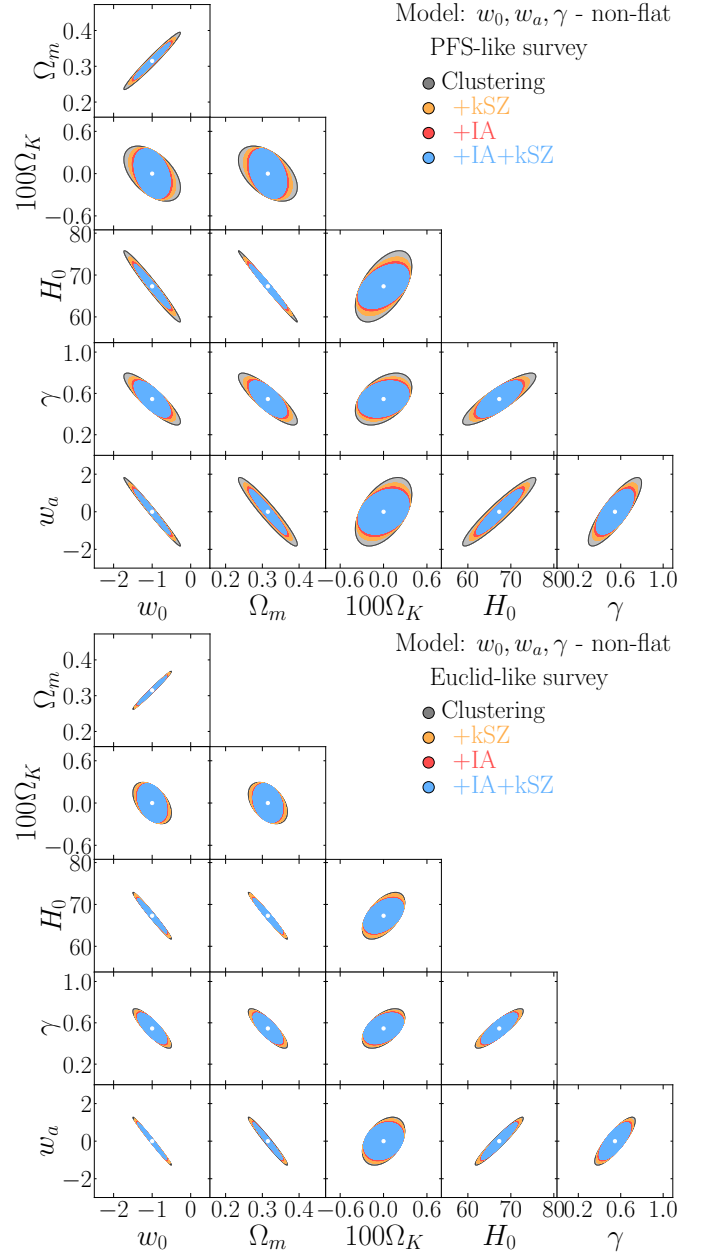 Model: w₀, wₐ, γ - non-flat
PFS-like survey
Clustering
+kSZ
+IA
+IA+kSZ
Ωₘ
0.4
0.3
0.2
100Ω_K
0.6
0.0
−0.6
H₀
80
70
60
γ
1.0
0.6
0.2
wₐ
2
0
−2
−2 −1 0 0.2 0.3 0.4 −0.6 0.0 0.6 60 70 80 0.2 0.6 1.0
w₀ Ωₘ 100Ω_K H₀ γ
Model: w₀, wₐ, γ - non-flat
Euclid-like survey
Clustering
+kSZ
+IA
+IA+kSZ
Ωₘ
0.4
0.3
0.2
100Ω_K
0.6
0.0
−0.6
H₀
80
70
60
γ
1.0
0.6
0.2
wₐ
2
0
−2
−2 −1 0 0.2 0.3 0.4 −0.6 0.0 0.6 60 70 80 0.2 0.6 1.0
w₀ Ωₘ 100Ω_K H₀ γ